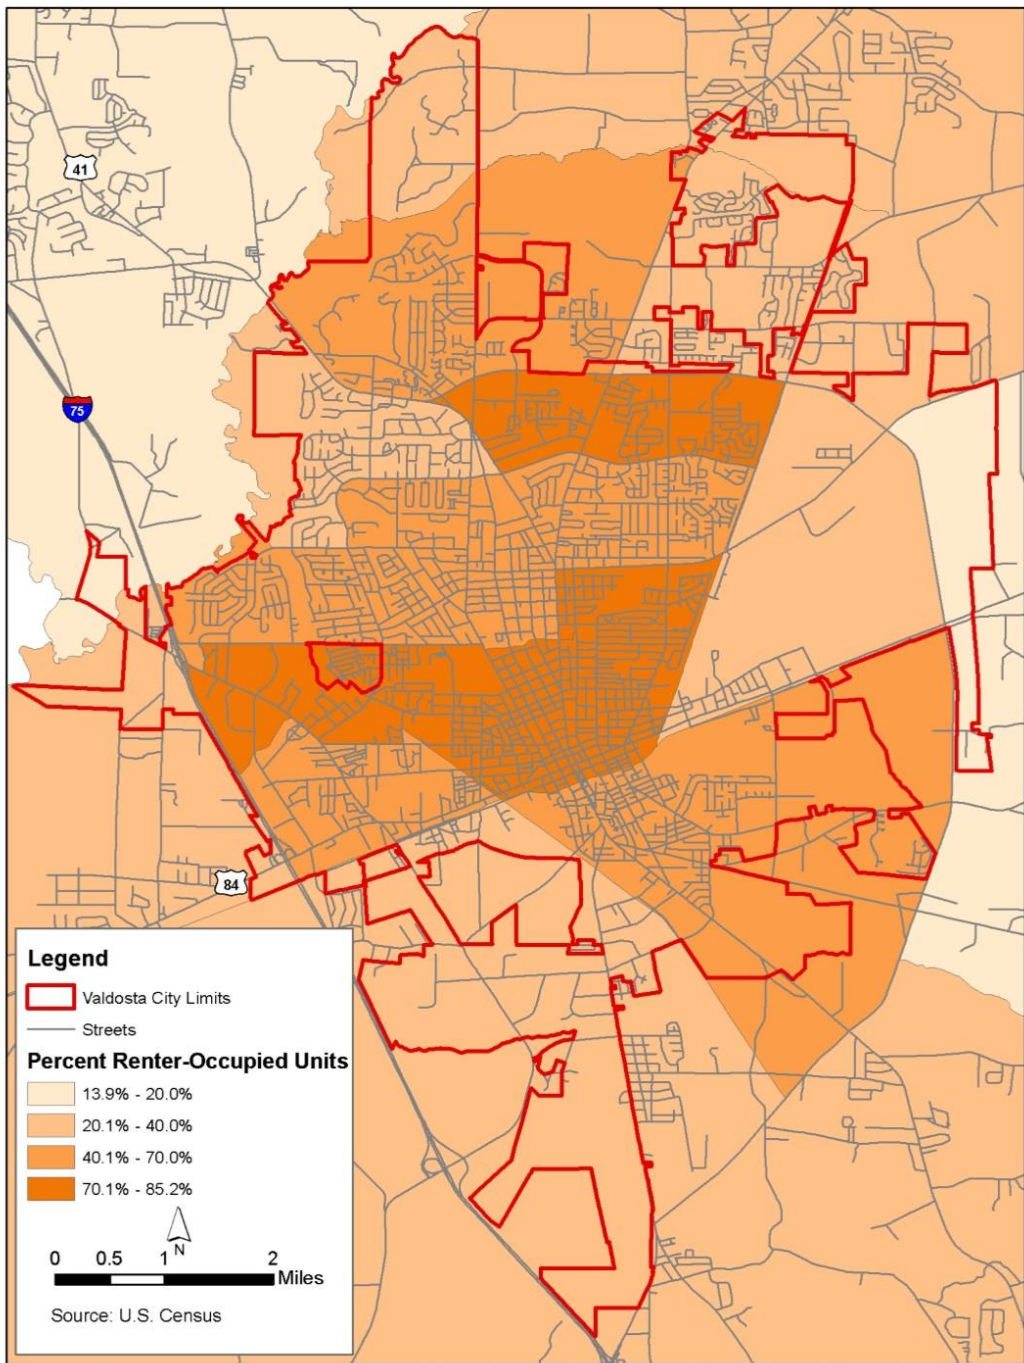 41
75
84
Legend
Valdosta City Limits
Streets
Percent Renter-Occupied Units
13.9% - 20.0%
20.1% - 40.0%
40.1% - 70.0%
70.1% - 85.2%
N
0 0.5 1 2
Miles
Source: U.S. Census